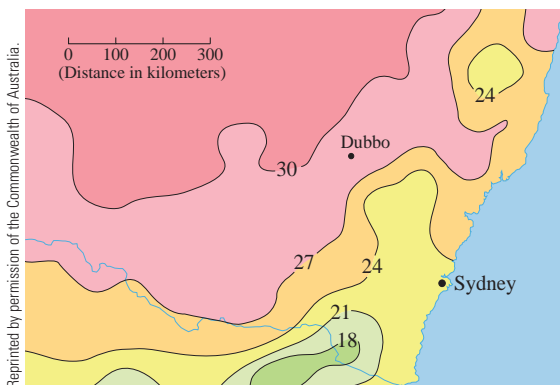 Reprinted by permission of the Commonwealth of Australia.
0 100 200 300
(Distance in kilometers)
24
Dubbo
30
27
24
Sydney
21
18